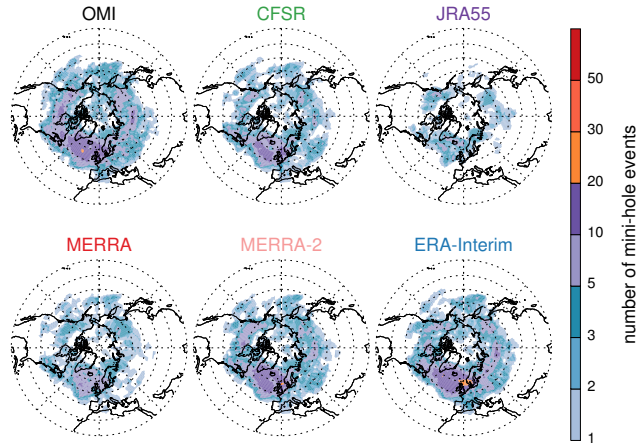 OMI
CFSR
JRA55
MERRA
MERRA-2
ERA-Interim
50
30
20
10
5
3
2
1
number of mini-hole events